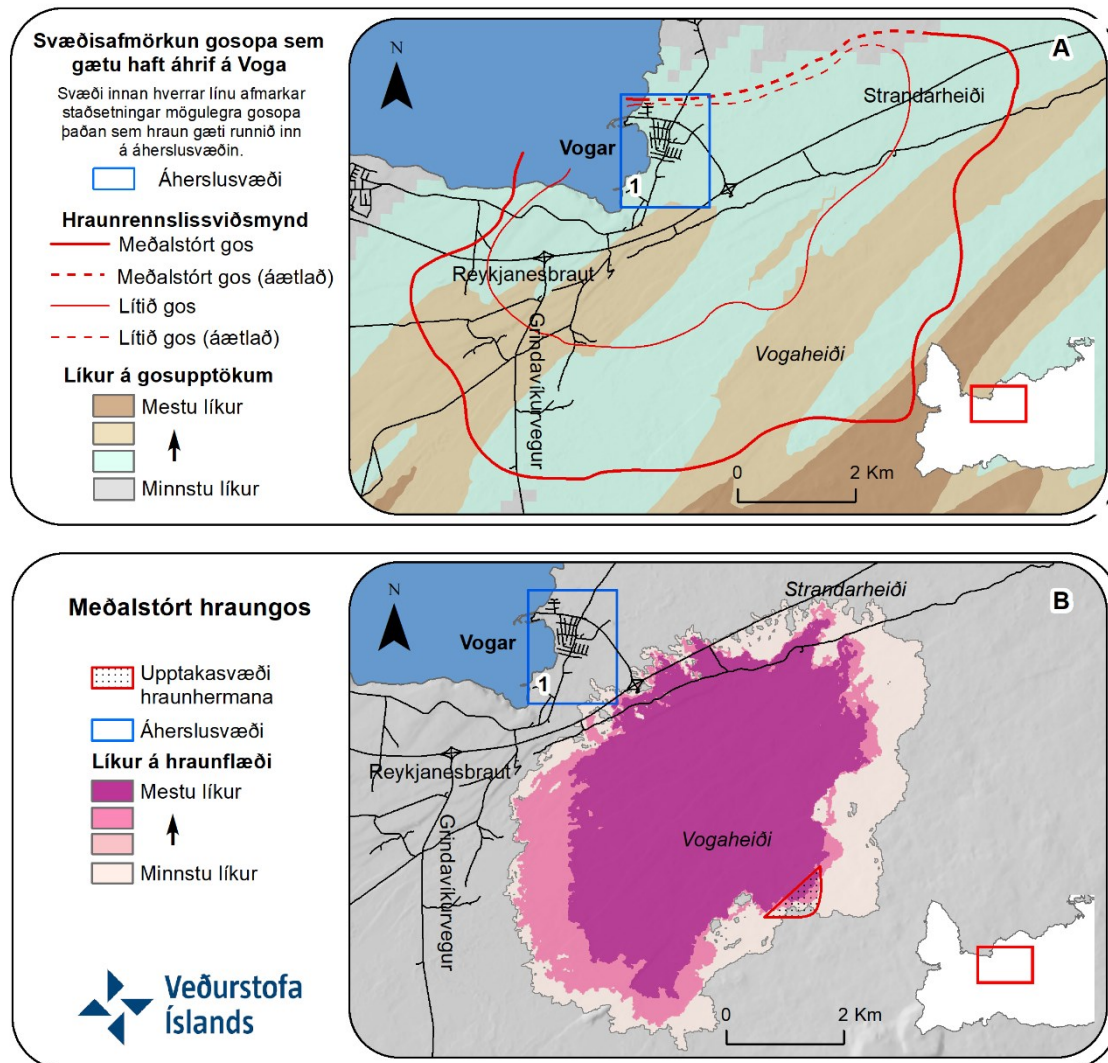 Svæðisafmörkun gosopa sem
gætu haft áhrif á Voga
Svæði innan hverrar línu afmarkar
staðsetningar mögulegra gosopa
þaðan sem hraun gæti runnið inn
á áherslusvæðin.
Áherslusvæði
Hraunrennslissviðsmynd
Meðalstórt gos
Meðalstórt gos (áætlað)
Lítið gos
Lítið gos (áætlað)
Líkur á gosupptökum
Mestu líkur
Minnstu líkur
N
A
Strandarheiði
Vogar
1
Reykjanesbraut
Grindavíkurvegur
Vogaheiði
0 2 Km
Meðalstórt hraungos
Upptakasvæði
hraunhermana
Áherslusvæði
Líkur á hraunflæði
Mestu líkur
Minnstu líkur
Veðurstofa
Íslands
N
B
Strandarheiði
Vogar
1
Reykjanesbraut
Grindavíkurvegur
Vogaheiði
0 2 Km